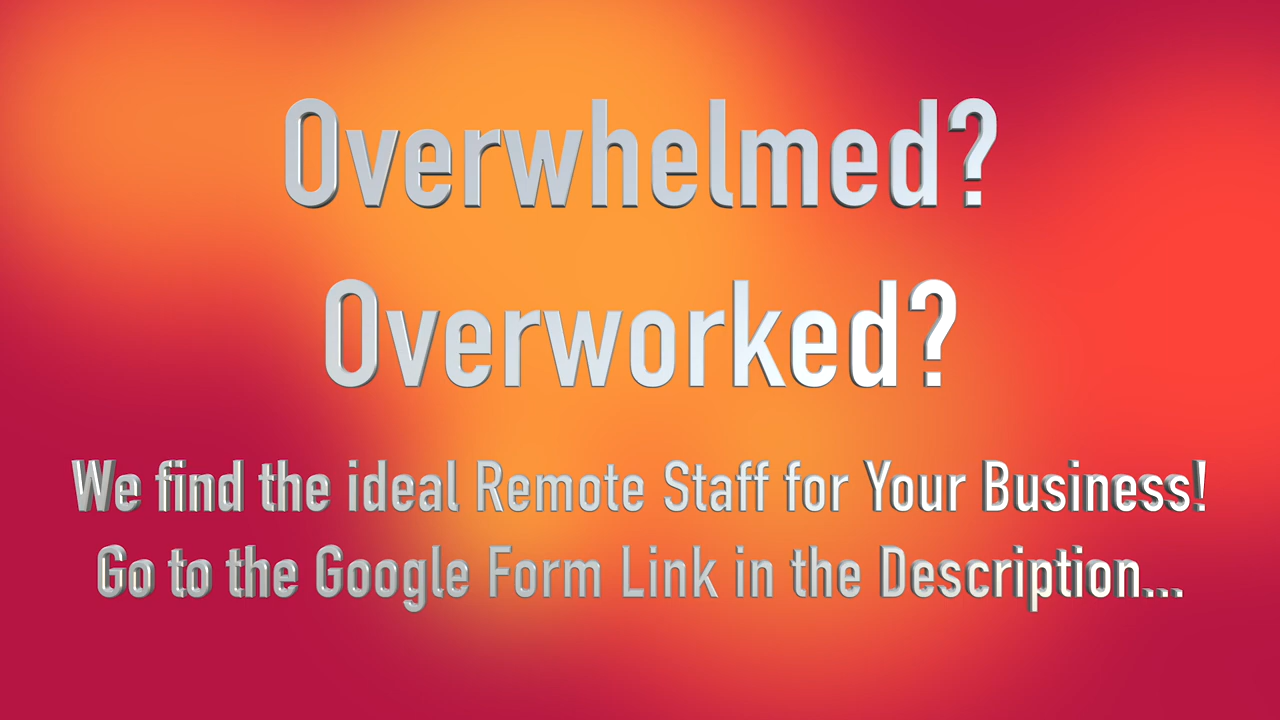 Overwhelmed?
Overworked?
We find the ideal Remote Staff for Your Business!
Go to the Google Form Link in the Description...